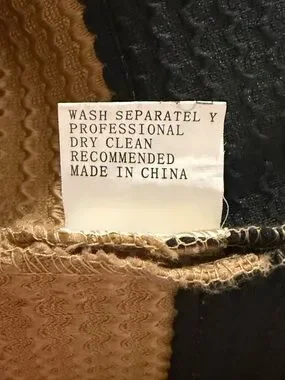 WASH SEPARATEL Y
PROFESSIONAL
DRY CLEAN
RECOMMENDED
MADE IN CHINA